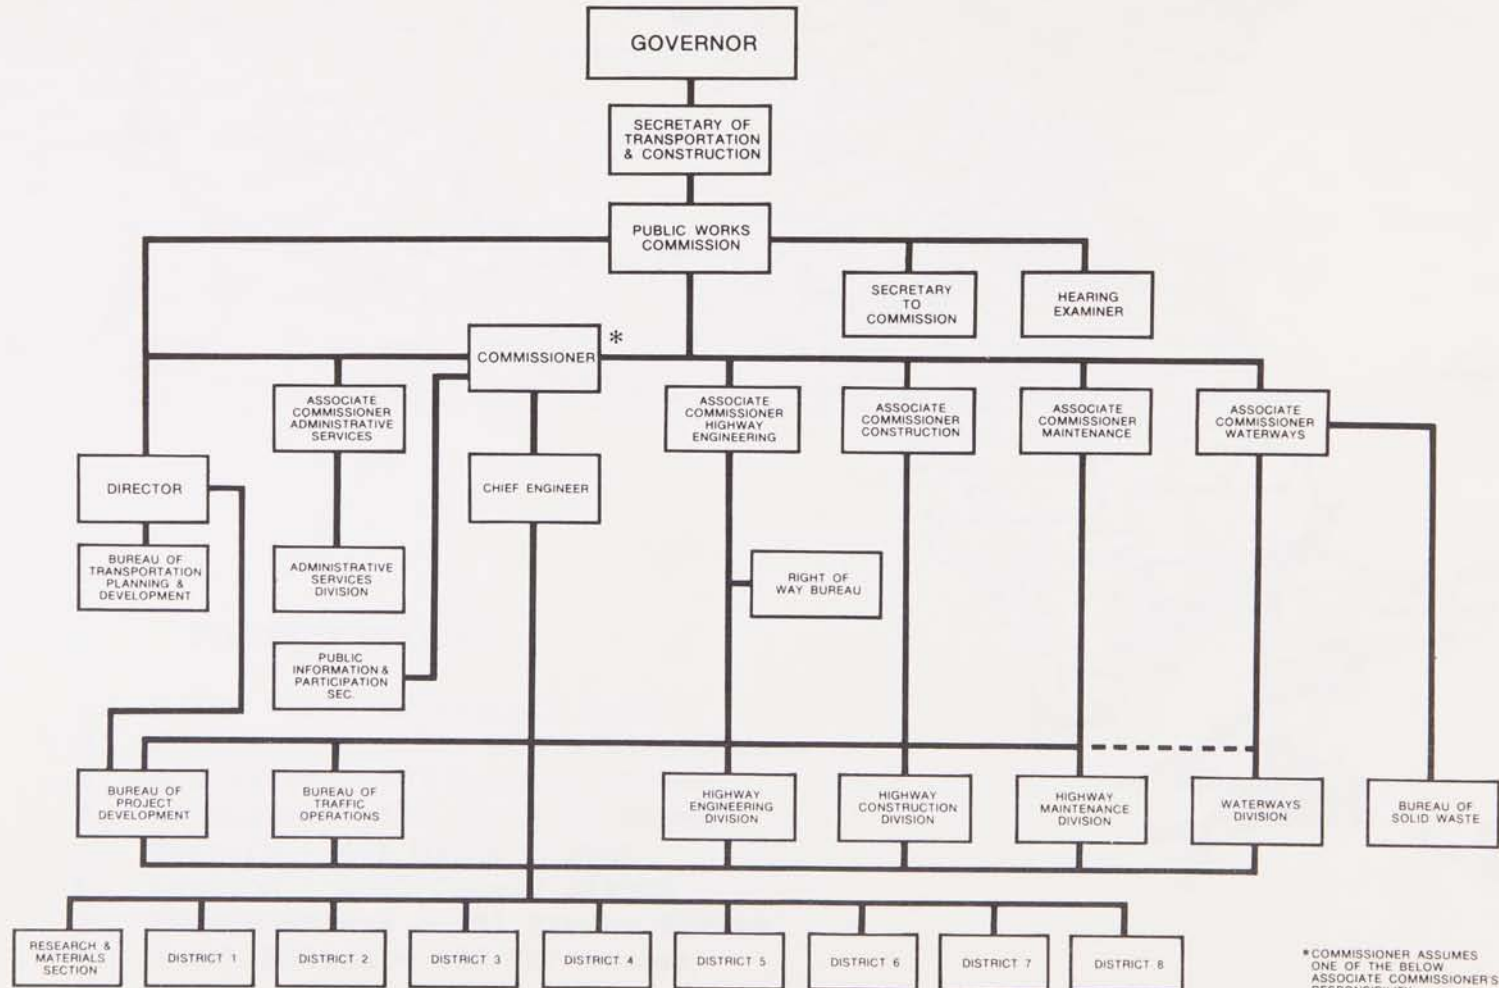 GOVERNOR
SECRETARY OF
TRANSPORTATION
& CONSTRUCTION
PUBLIC WORKS
COMMISSION
SECRETARY
TO
COMMISSION
HEARING
EXAMINER
COMMISSIONER
*
ASSOCIATE
COMMISSIONER
ADMINISTRATIVE
SERVICES
ASSOCIATE
COMMISSIONER
HIGHWAY
ENGINEERING
ASSOCIATE
COMMISSIONER
CONSTRUCTION
ASSOCIATE
COMMISSIONER
MAINTENANCE
ASSOCIATE
COMMISSIONER
WATERWAYS
DIRECTOR
CHIEF ENGINEER
BUREAU OF
TRANSPORTATION
PLANNING &
DEVELOPMENT
ADMINISTRATIVE
SERVICES
DIVISION
RIGHT OF
WAY BUREAU
PUBLIC
INFORMATION &
PARTICIPATION
SEC.
BUREAU OF
PROJECT
DEVELOPMENT
BUREAU OF
TRAFFIC
OPERATIONS
HIGHWAY
ENGINEERING
DIVISION
HIGHWAY
CONSTRUCTION
DIVISION
HIGHWAY
MAINTENANCE
DIVISION
WATERWAYS
DIVISION
BUREAU OF
SOLID WASTE
RESEARCH &
MATERIALS
SECTION
DISTRICT 1
DISTRICT 2
DISTRICT 3
DISTRICT 4
DISTRICT 5
DISTRICT 6
DISTRICT 7
DISTRICT 8
*COMMISSIONER ASSUMES
ONE OF THE BELOW
ASSOCIATE COMMISSIONER'S